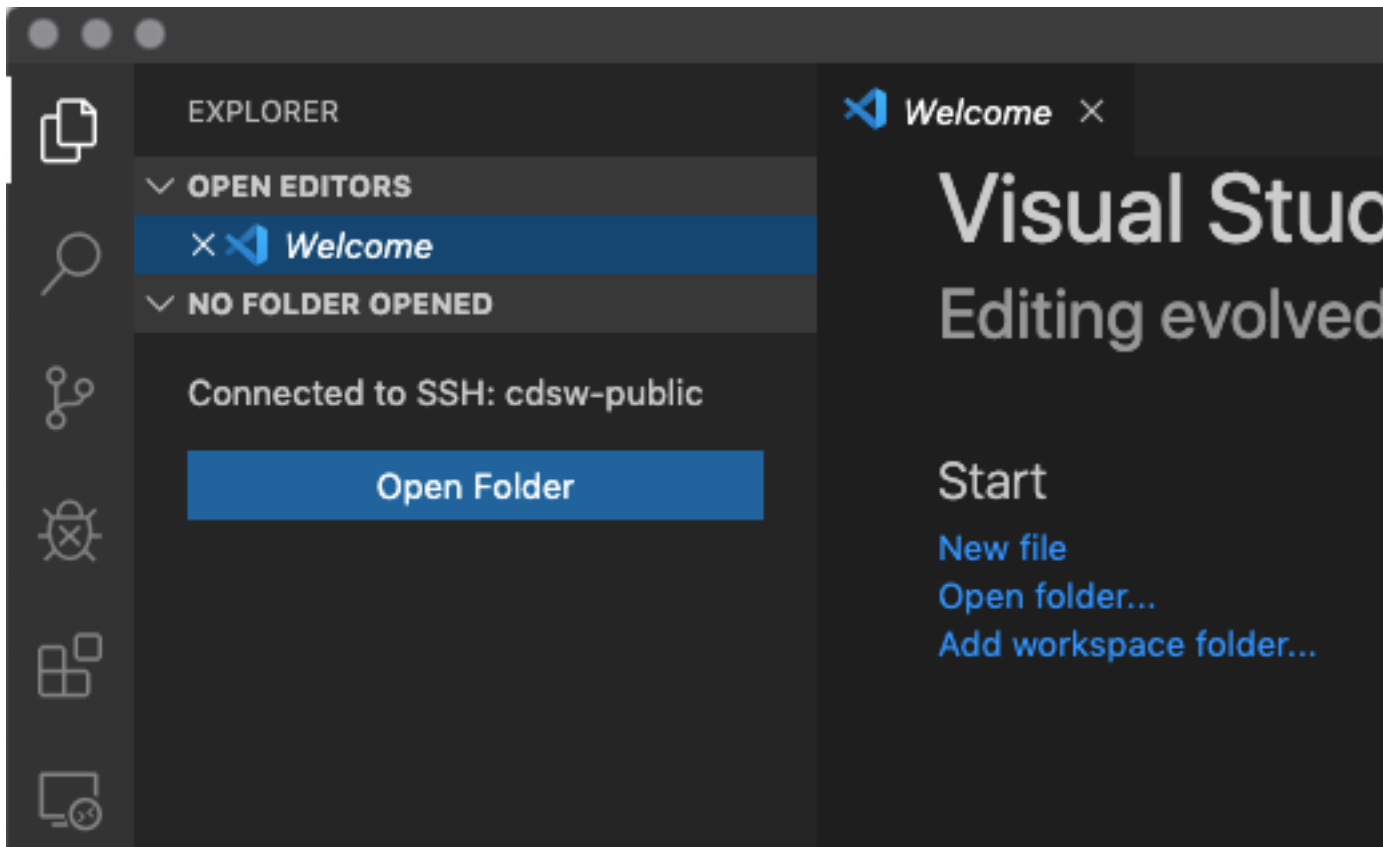 EXPLORER
OPEN EDITORS
Welcome
NO FOLDER OPENED
Connected to SSH: cdsw-public
Open Folder
Welcome
Visual Stud
Editing evolved
Start
New file
Open folder...
Add workspace folder...